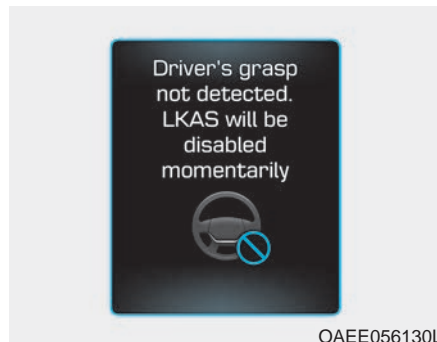 Driver's grasp
not detected.
LKAS will be
disabled
momentarily
OAEE056130L